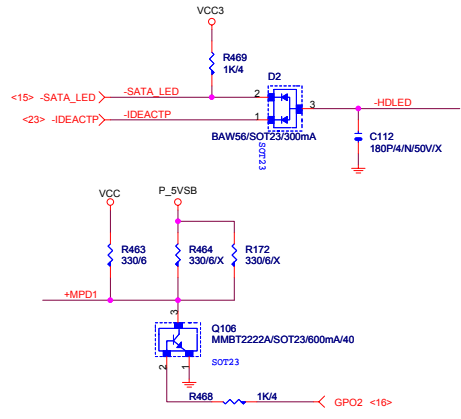 VCC3
R469
1K/4
D2
<15> -SATA_LED
-SATA_LED
2
3
-HDLED
<23> -IDEACTP
-IDEACTP
1
BAW56/SOT23/300mA
SOT23
C112
180P/4/N/50V/X
VCC
P_5VSB
R463
330/6
R464
330/6/X
R172
330/6/X
+MPD1
3
Q106
MMBT2222A/SOT23/600mA/40
SOT23
2
1
R468
1K/4
GPO2 <16>